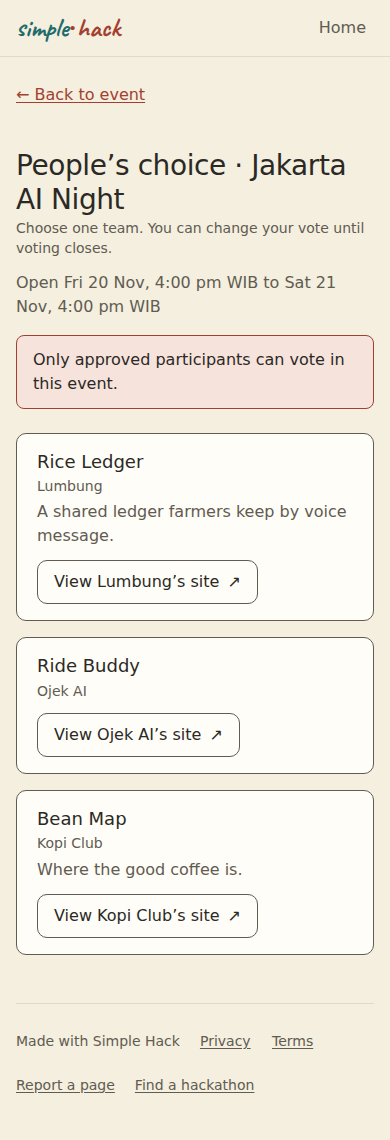 simple•hack
Home
← Back to event
People’s choice · Jakarta
AI Night
Choose one team. You can change your vote until
voting closes.
Open Fri 20 Nov, 4:00 pm WIB to Sat 21
Nov, 4:00 pm WIB
Only approved participants can vote in
this event.
Rice Ledger
Lumbung
A shared ledger farmers keep by voice
message.
View Lumbung’s site ↗
Ride Buddy
Ojek AI
View Ojek AI’s site ↗
Bean Map
Kopi Club
Where the good coffee is.
View Kopi Club’s site ↗
Made with Simple Hack Privacy Terms
Report a page Find a hackathon